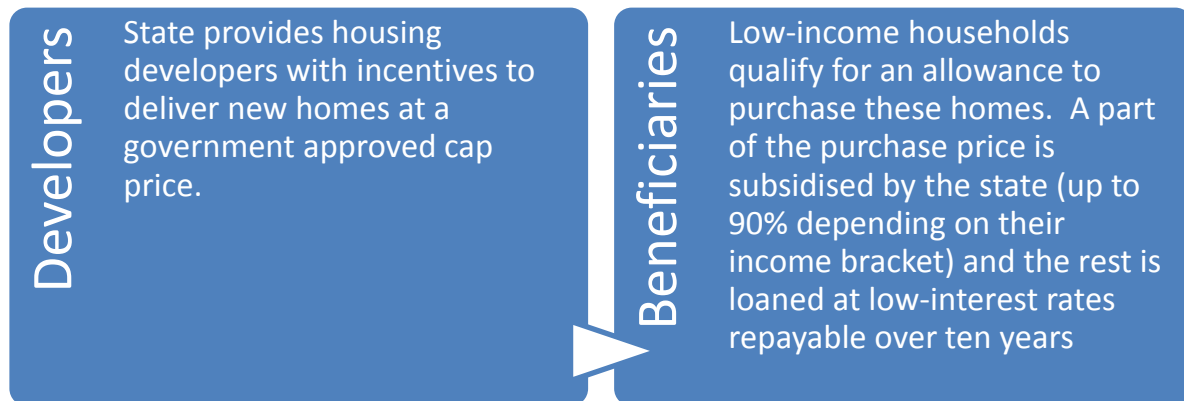 Developers
State provides housing
developers with incentives to
deliver new homes at a
government approved cap
price.
Beneficiaries
Low-income households
qualify for an allowance to
purchase these homes.  A part
of the purchase price is
subsidised by the state (up to
90% depending on their
income bracket) and the rest is
loaned at low-interest rates
repayable over ten years